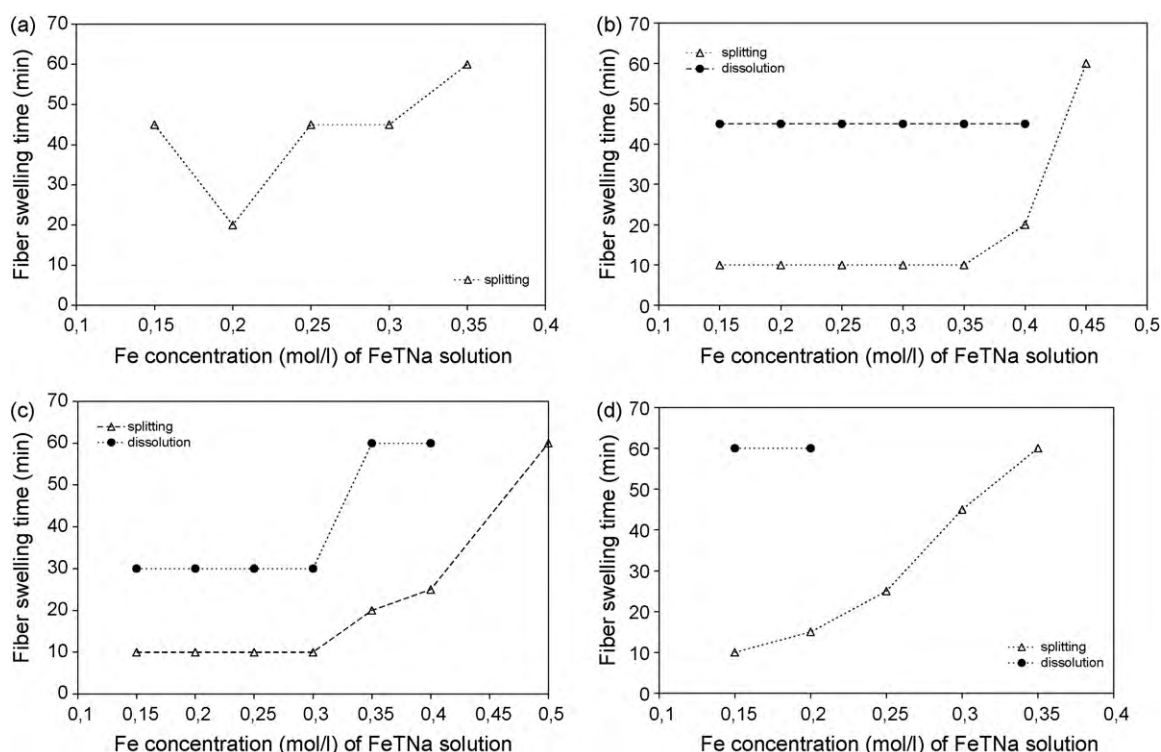 (a)
70
60
50
40
30
20
10
0
Fiber swelling time (min)
splitting
0,1 0,15 0,2 0,25 0,3 0,35 0,4
Fe concentration (mol/l) of FeTNa solution
(b)
70
60
50
40
30
20
10
0
Fiber swelling time (min)
splitting
dissolution
0,1 0,15 0,2 0,25 0,3 0,35 0,4 0,45 0,5
Fe concentration (mol/l) of FeTNa solution
(c)
70
60
50
40
30
20
10
0
Fiber swelling time (min)
splitting
dissolution
0,1 0,15 0,2 0,25 0,3 0,35 0,4 0,45 0,5
Fe concentration (mol/l) of FeTNa solution
(d)
70
60
50
40
30
20
10
0
Fiber swelling time (min)
splitting
dissolution
0,1 0,15 0,2 0,25 0,3 0,35 0,4
Fe concentration (mol/l) of FeTNa solution